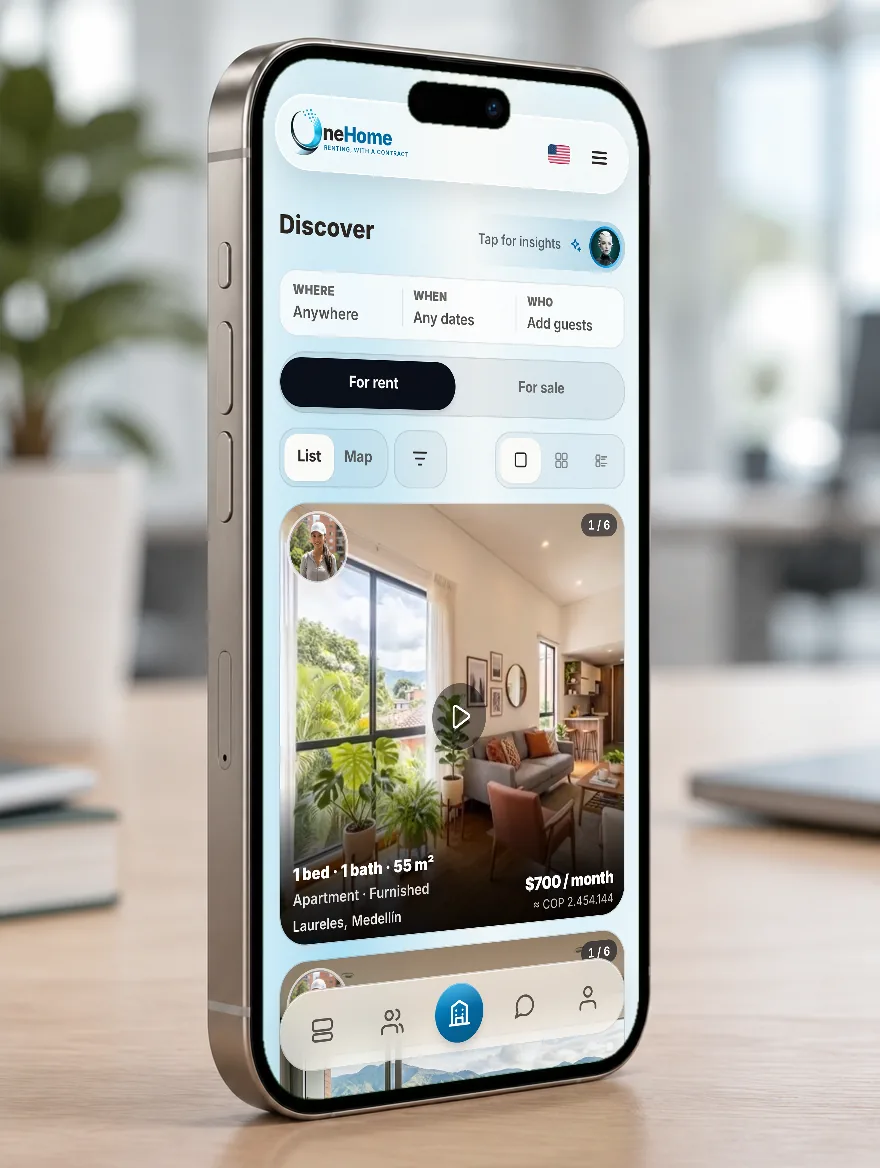 OneHome
RENTING, WITH A CONTRACT
Discover
Tap for insights
WHERE
Anywhere
WHEN
Any dates
WHO
Add guests
For rent
For sale
List
Map
1 / 6
1 bed · 1 bath · 55 m²
Apartment · Furnished
Laureles, Medellín
$700 / month
≈ COP 2.454.144
1 / 6